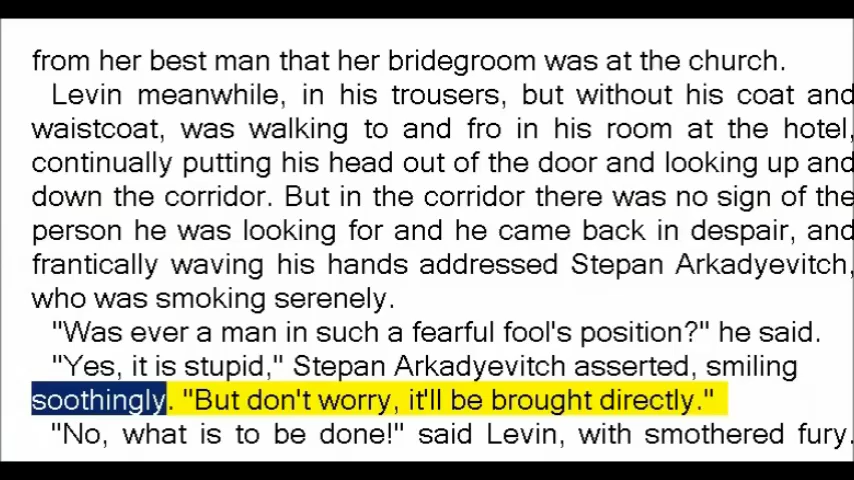 from her best man that her bridegroom was at the church.
Levin meanwhile, in his trousers, but without his coat and
waistcoat, was walking to and fro in his room at the hotel,
continually putting his head out of the door and looking up and
down the corridor. But in the corridor there was no sign of the
person he was looking for and he came back in despair, and
frantically waving his hands addressed Stepan Arkadyevitch,
who was smoking serenely.
"Was ever a man in such a fearful fool's position?" he said.
"Yes, it is stupid," Stepan Arkadyevitch asserted, smiling
soothingly. "But don't worry, it'll be brought directly."
"No, what is to be done!" said Levin, with smothered fury.